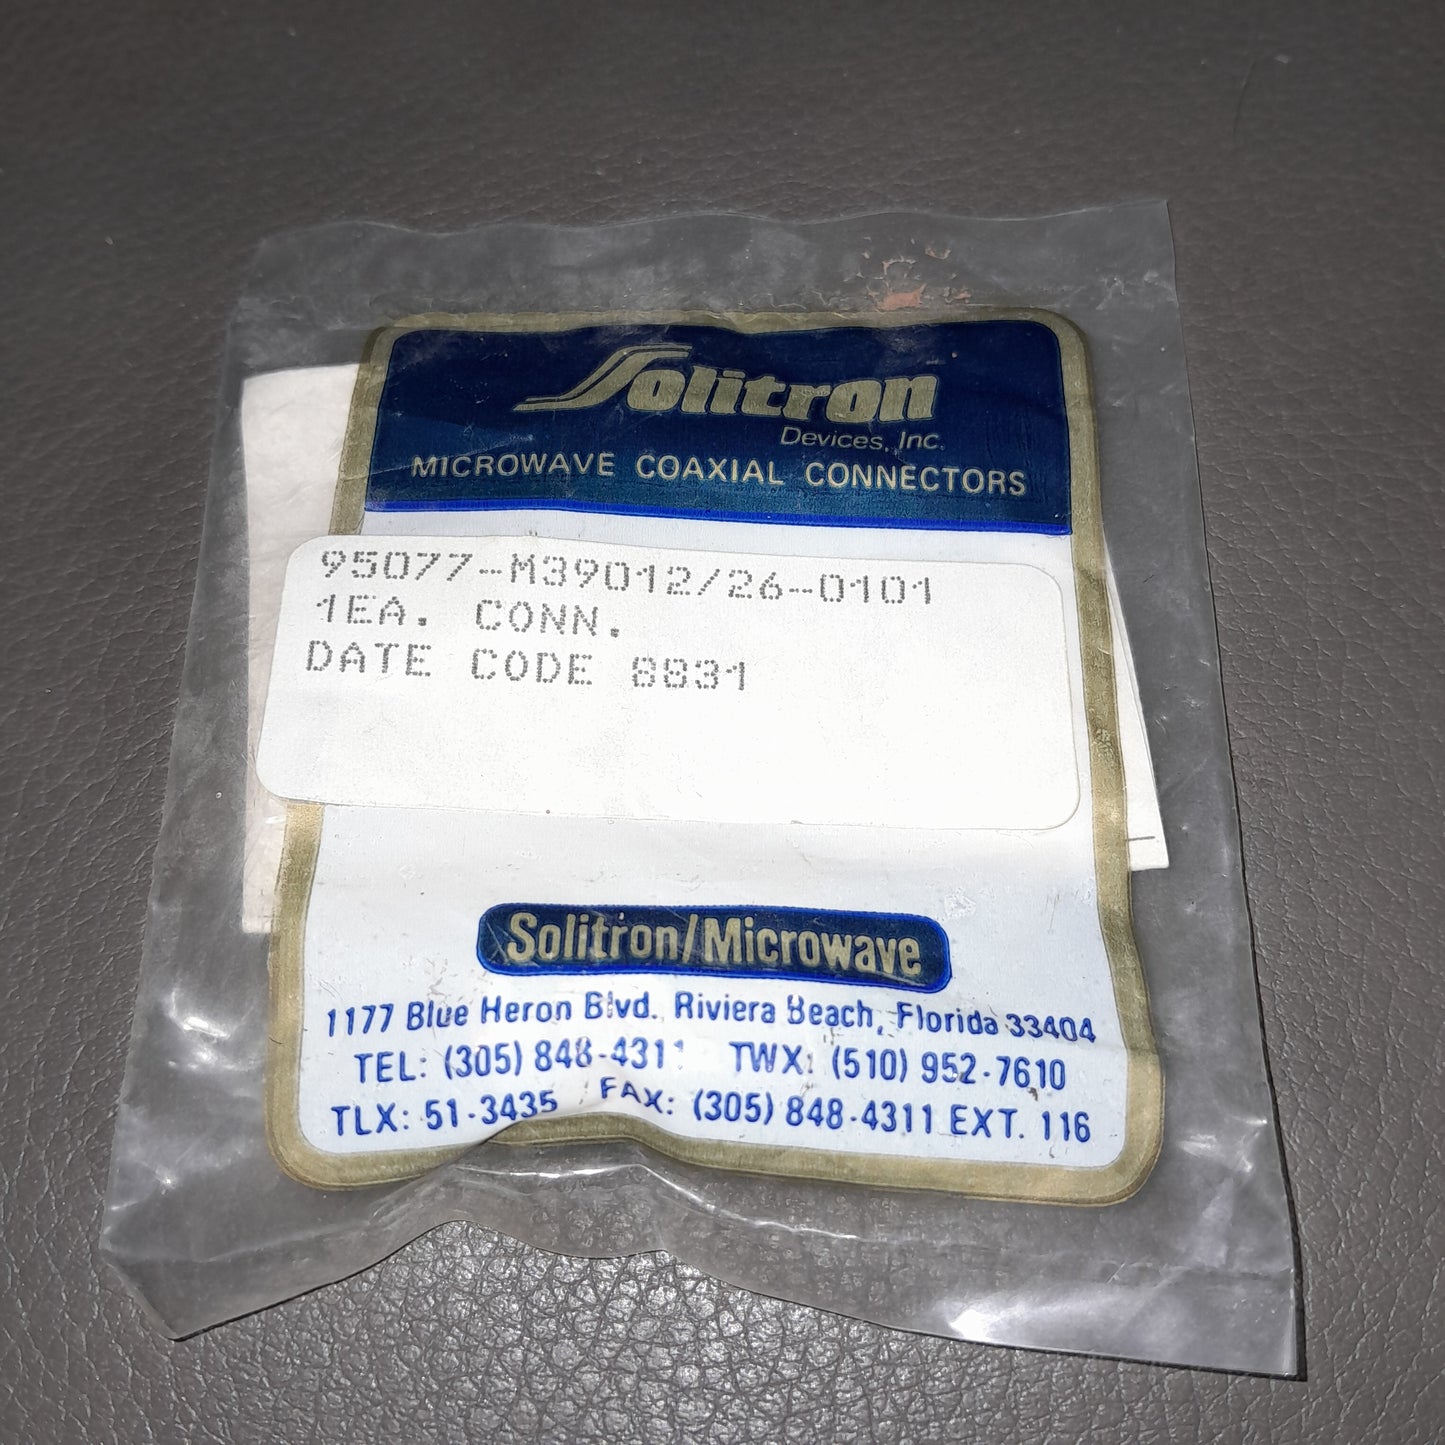 Solitron
Devices, Inc.
MICROWAVE COAXIAL CONNECTORS
95077-M39012/26-0101
1EA. CONN.
DATE CODE 8831
Solitron/Microwave
1177 Blue Heron Blvd. Riviera Beach, Florida 33404
TEL: (305) 848-4311 TWX: (510) 952-7610
TLX: 51-3435 FAX: (305) 848-4311 EXT. 116